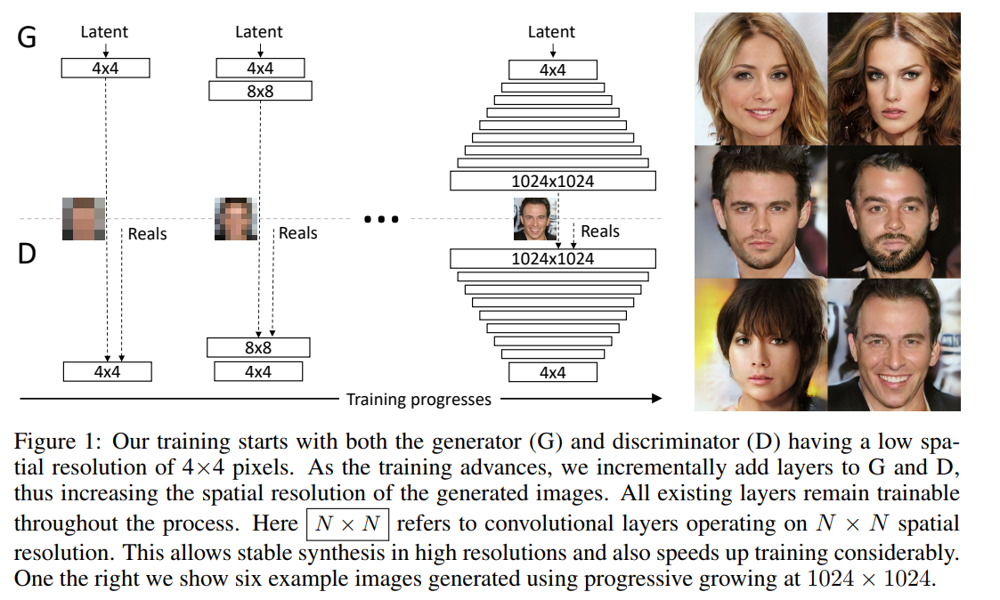 G
Latent
Latent
Latent
4x4
4x4
4x4
8x8
1024x1024
Reals
Reals
Reals
D
1024x1024
8x8
4x4
4x4
4x4
Training progresses
Figure 1: Our training starts with both the generator (G) and discriminator (D) having a low spa-
tial resolution of 4×4 pixels. As the training advances, we incrementally add layers to G and D,
thus increasing the spatial resolution of the generated images. All existing layers remain trainable
throughout the process. Here N × N refers to convolutional layers operating on N × N spatial
resolution. This allows stable synthesis in high resolutions and also speeds up training considerably.
One the right we show six example images generated using progressive growing at 1024 × 1024.